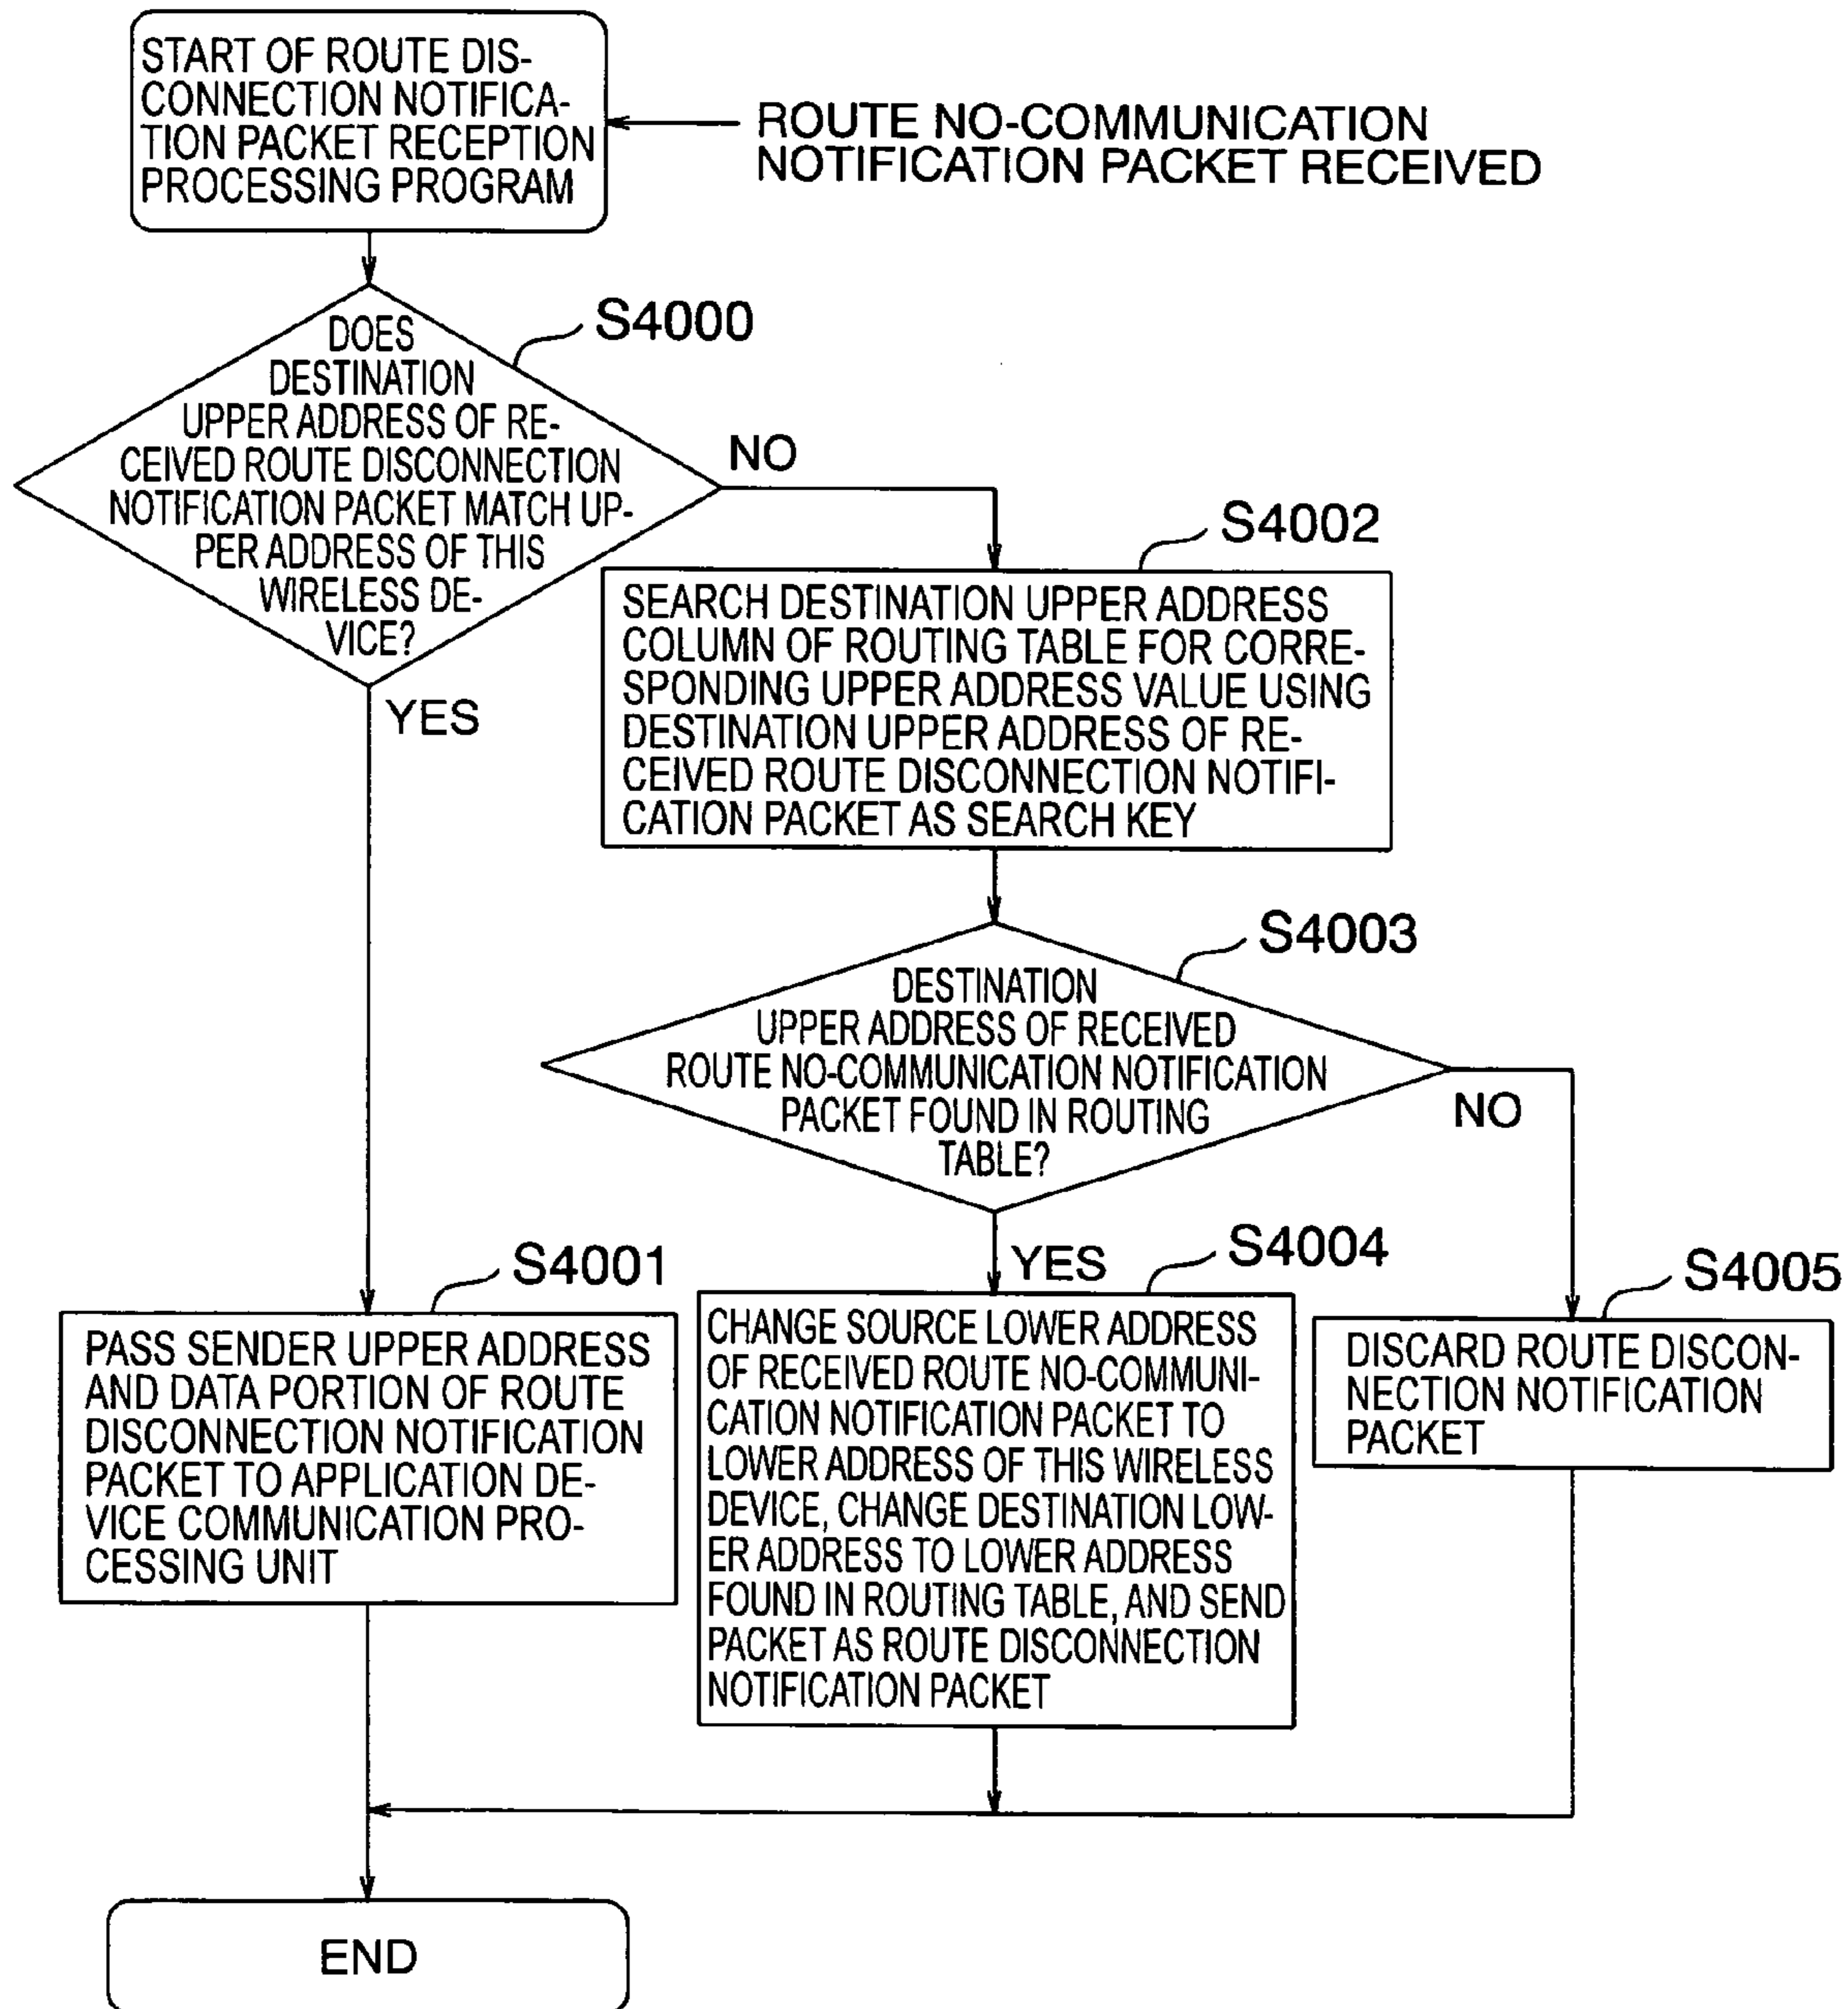 START OF ROUTE DIS-
CONNECTION NOTIFICA-
TION PACKET RECEPTION
PROCESSING PROGRAM
ROUTE NO-COMMUNICATION
NOTIFICATION PACKET RECEIVED
S4000
DOES
DESTINATION
UPPER ADDRESS OF RE-
CEIVED ROUTE DISCONNECTION
NOTIFICATION PACKET MATCH UP-
PER ADDRESS OF THIS
WIRELESS DE-
VICE?
NO
YES
S4002
SEARCH DESTINATION UPPER ADDRESS
COLUMN OF ROUTING TABLE FOR CORRE-
SPONDING UPPER ADDRESS VALUE USING
DESTINATION UPPER ADDRESS OF RE-
CEIVED ROUTE DISCONNECTION NOTIFI-
CATION PACKET AS SEARCH KEY
S4003
DESTINATION
UPPER ADDRESS OF RECEIVED
ROUTE NO-COMMUNICATION NOTIFICATION
PACKET FOUND IN ROUTING
TABLE?
NO
YES
S4001
PASS SENDER UPPER ADDRESS
AND DATA PORTION OF ROUTE
DISCONNECTION NOTIFICATION
PACKET TO APPLICATION DE-
VICE COMMUNICATION PRO-
CESSING UNIT
S4004
CHANGE SOURCE LOWER ADDRESS
OF RECEIVED ROUTE NO-COMMUNI-
CATION NOTIFICATION PACKET TO
LOWER ADDRESS OF THIS WIRELESS
DEVICE, CHANGE DESTINATION LOW-
ER ADDRESS TO LOWER ADDRESS
FOUND IN ROUTING TABLE, AND SEND
PACKET AS ROUTE DISCONNECTION
NOTIFICATION PACKET
S4005
DISCARD ROUTE DISCON-
NECTION NOTIFICATION
PACKET
END